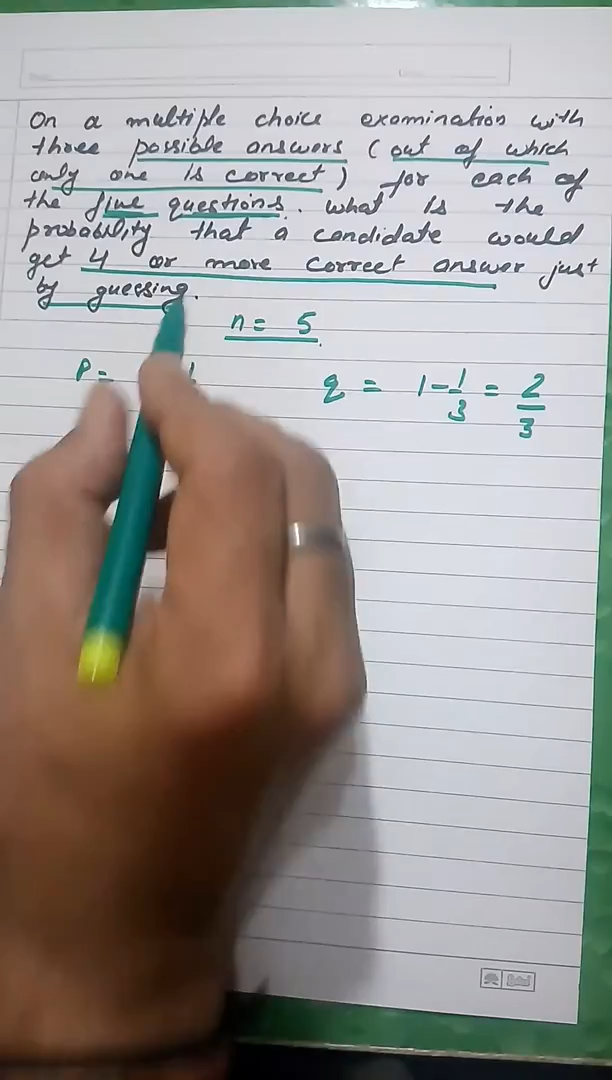 On a multiple choice examination with
three possible answers (out of which
only one is correct) for each of
the five questions. What is the
probability that a candidate would
get 4 or more correct answer just
by guessing.
n = 5
P = 1 q = 1 - 1/3 = 2/3